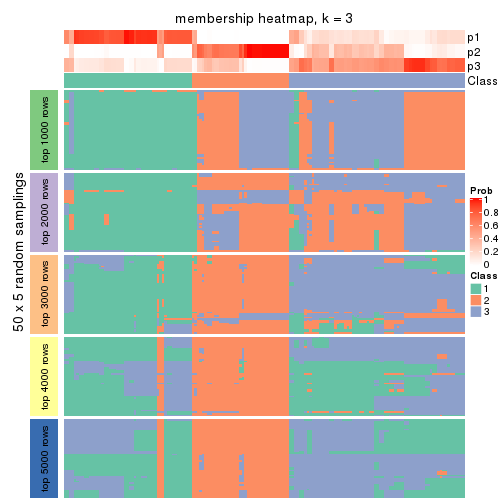 membership heatmap, k = 3
p1
p2
p3
Class
50 x 5 random samplings
top 1000 rows
top 2000 rows
top 3000 rows
top 4000 rows
top 5000 rows
Prob
1
0.8
0.6
0.4
0.2
0
Class
1
2
3